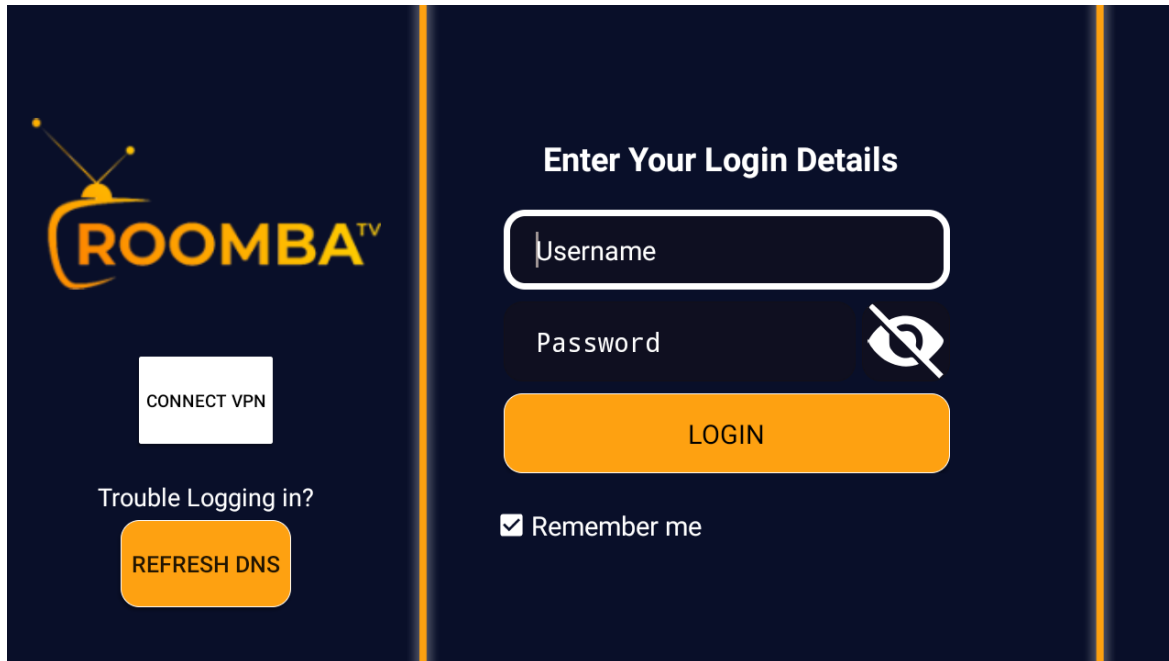 ROOMBA TV
CONNECT VPN
Trouble Logging in?
REFRESH DNS
Enter Your Login Details
Username
Password
LOGIN
Remember me